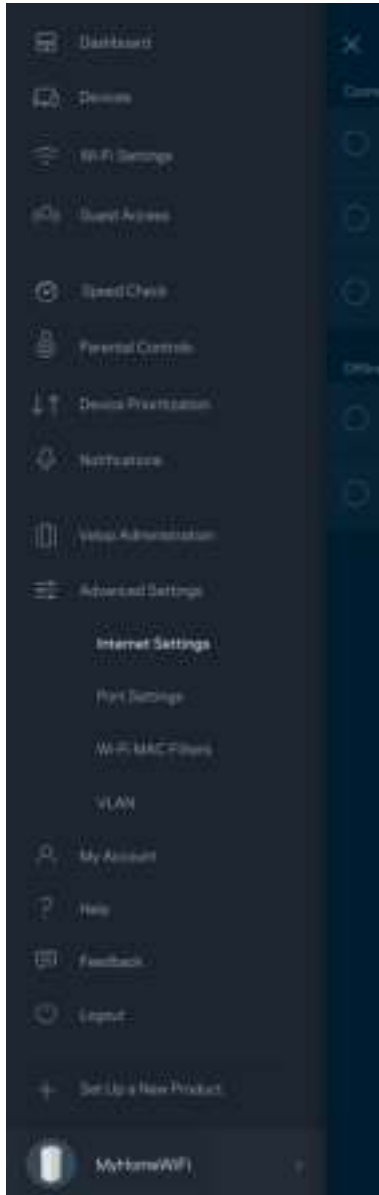 Dashboard
Devices
Wi-Fi Settings
Guest Access
Speed Check
Parental Controls
Device Prioritization
Notifications
Velop Administration
Advanced Settings
Internet Settings
Port Settings
Wi-Fi MAC Filters
VLAN
My Account
Help
Feedback
Logout
Set Up a New Product
MyHomeWiFi